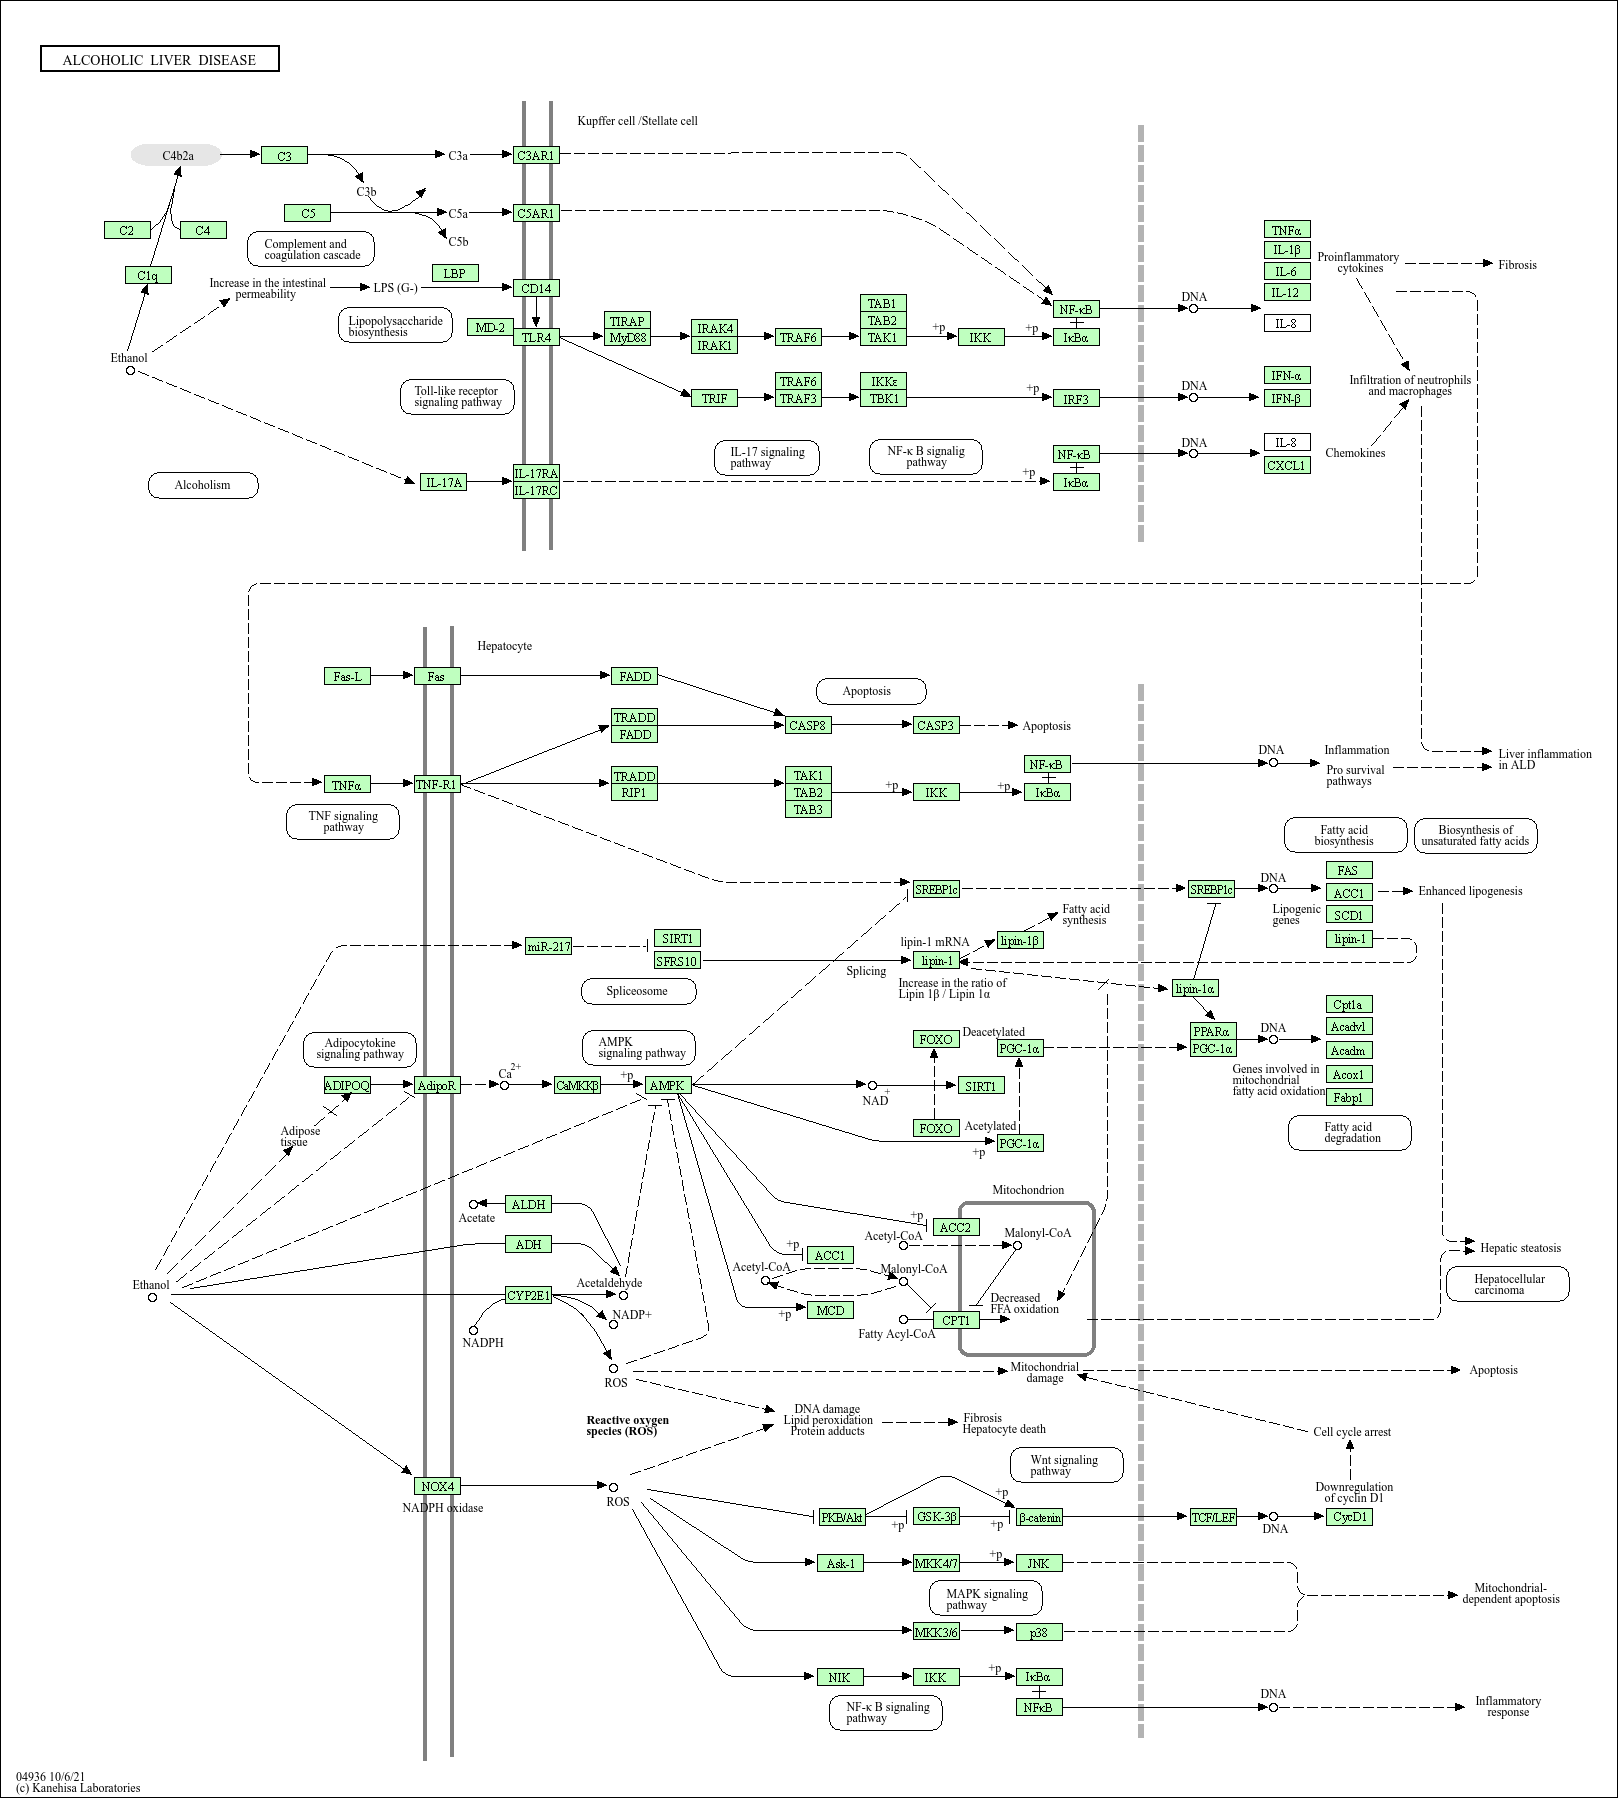 ALCOHOLIC LIVER DISEASE
Kupffer cell /Stellate cell
C4b2a
C3
C3a
C3AR1
C3b
C5
C5a
C5AR1
C5b
C2
C4
Complement and
coagulation cascade
C1q
LBP
Increase in the intestinal
permeability
LPS (G-)
CD14
Lipopolysaccharide
biosynthesis
MD-2
TLR4
TIRAP
MyD88
IRAK4
IRAK1
TRAF6
TAB1
TAB2
TAK1
+p
IKK
+p
NF-κB
IκBα
DNA
TNFα
IL-1β
IL-6
IL-12
IL-8
Proinflammatory
cytokines
Fibrosis
Ethanol
Toll-like receptor
signaling pathway
TRIF
TRAF6
TRAF3
IKKε
TBK1
+p
IRF3
DNA
IFN-α
IFN-β
Infiltration of neutrophils
and macrophages
IL-17 signaling
pathway
NF-κ B signalig
pathway
NF-κB
IκBα
DNA
IL-8
CXCL1
Chemokines
Alcoholism
IL-17A
IL-17RA
IL-17RC
+p
Hepatocyte
Fas-L
Fas
FADD
Apoptosis
TRADD
FADD
CASP8
CASP3
Apoptosis
TNFα
TNF-R1
TRADD
RIP1
TAK1
TAB2
TAB3
+p
IKK
+p
NF-κB
IκBα
DNA
Inflammation
Pro survival
pathways
Liver inflammation
in ALD
TNF signaling
pathway
Fatty acid
biosynthesis
Biosynthesis of
unsaturated fatty acids
SREBP1c
SREBP1c
DNA
Lipogenic
genes
FAS
ACC1
SCD1
lipin-1
Enhanced lipogenesis
miR-217
SIRT1
SFRS10
Splicing
lipin-1 mRNA
lipin-1
lipin-1β
Fatty acid
synthesis
Increase in the ratio of
Lipin 1β / Lipin 1α
lipin-1α
Spliceosome
Adipocytokine
signaling pathway
AMPK
signaling pathway
FOXO
Deacetylated
PGC-1α
PPARα
PGC-1α
DNA
Genes involved in
mitochondrial
fatty acid oxidation
Cpt1a
Acadvl
Acadm
Acox1
Fabp1
ADIPOQ
AdipoR
Ca2+
CaMKKβ
+p
AMPK
NAD+
SIRT1
FOXO
Acetylated
PGC-1α
+p
Fatty acid
degradation
Adipose
tissue
Mitochondrion
ALDH
Acetate
ADH
+p
ACC2
Acetyl-CoA
Malonyl-CoA
+p
ACC1
Acetyl-CoA
Malonyl-CoA
Hepatic steatosis
Hepatocellular
carcinoma
Ethanol
Acetaldehyde
CYP2E1
NADP+
NADPH
+p
MCD
Fatty Acyl-CoA
CPT1
Decreased
FFA oxidation
ROS
Mitochondrial
damage
Apoptosis
Reactive oxygen
species (ROS)
DNA damage
Lipid peroxidation
Protein adducts
Fibrosis
Hepatocyte death
Cell cycle arrest
Wnt signaling
pathway
NOX4
NADPH oxidase
ROS
Downregulation
of cyclin D1
PKB/Akt
+p
GSK-3β
+p
+p
β-catenin
TCF/LEF
DNA
CycD1
Ask-1
MKK4/7
+p
JNK
MAPK signaling
pathway
Mitochondrial-
dependent apoptosis
MKK3/6
p38
NIK
IKK
+p
IκBα
NFκB
NF-κ B signaling
pathway
DNA
Inflammatory
response
04936 10/6/21
(c) Kanehisa Laboratories